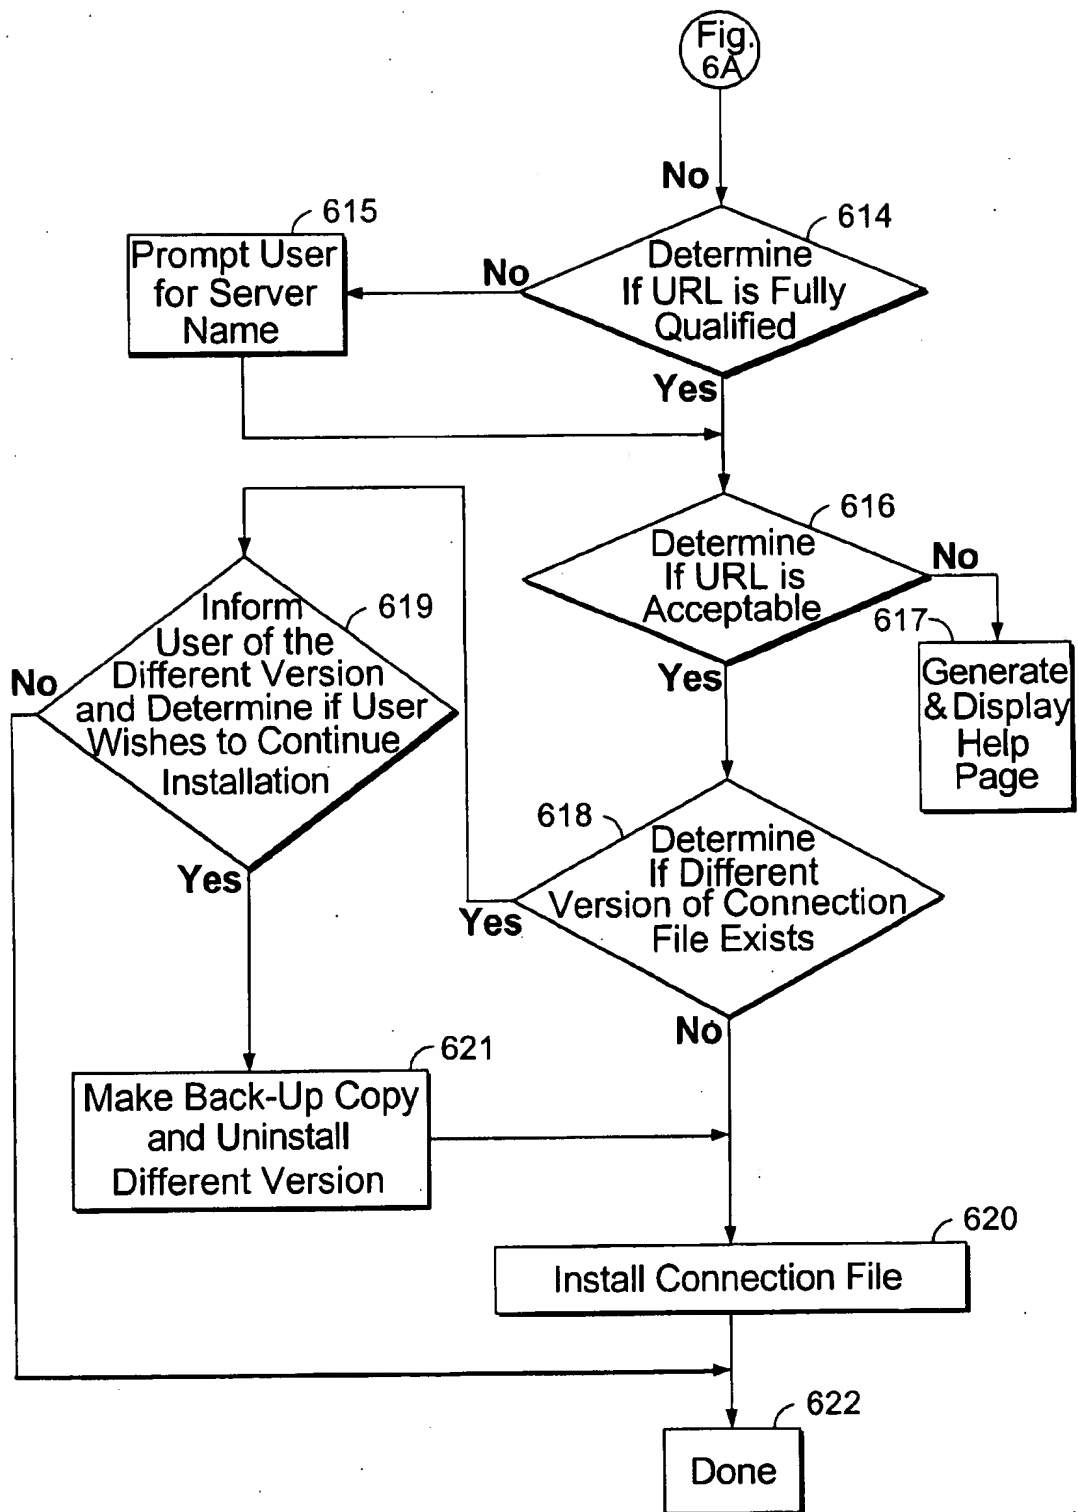 Fig.
6A
No
614
Determine
If URL is Fully
Qualified
No
615
Prompt User
for Server
Name
Yes
616
Determine
If URL is
Acceptable
No
617
Generate
& Display
Help
Page
Yes
618
Determine
If Different
Version of Connection
File Exists
Yes
619
Inform
User of the
Different Version
and Determine if User
Wishes to Continue
Installation
No
Yes
621
Make Back-Up Copy
and Uninstall
Different Version
No
620
Install Connection File
622
Done